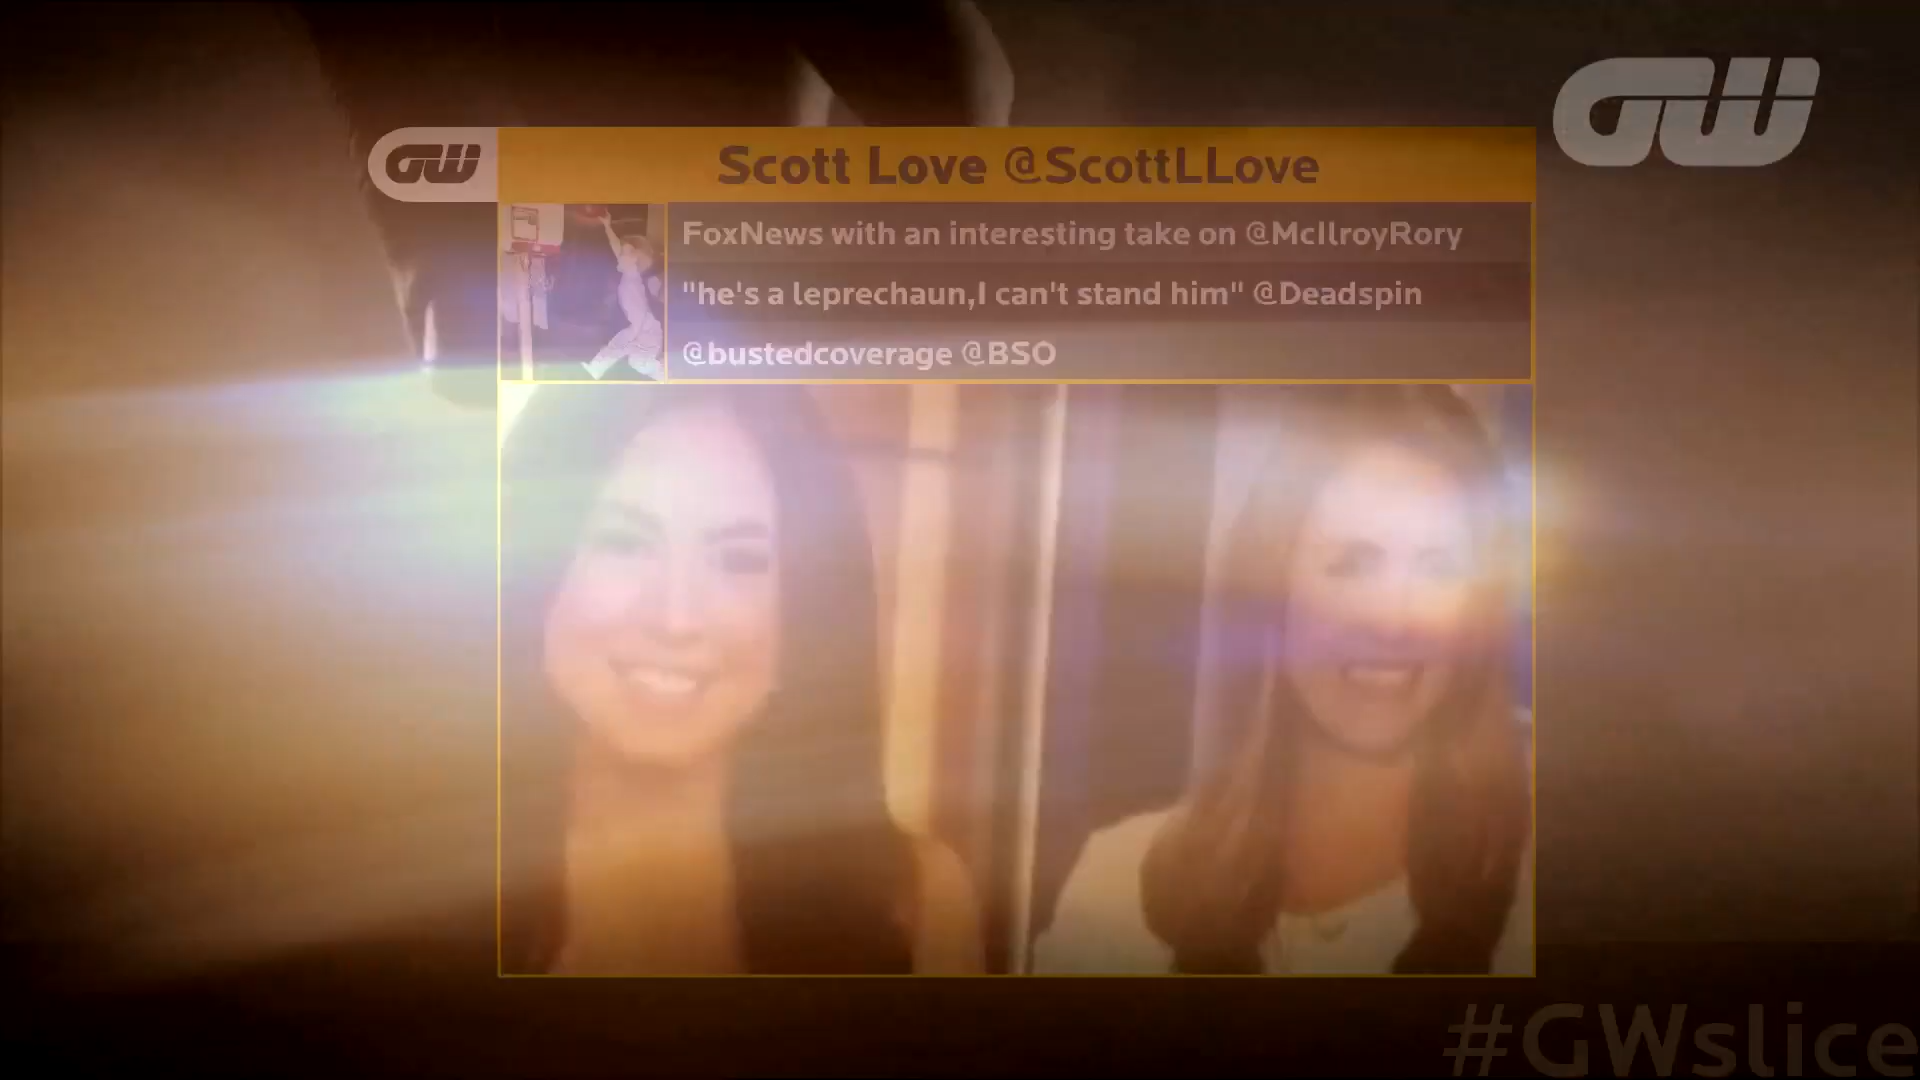 GW
GW
Scott Love @ScottLLove
FoxNews with an interesting take on @McIlroyRory
"he's a leprechaun,I can't stand him" @Deadspin
@bustedcoverage @BSO
#GWslice